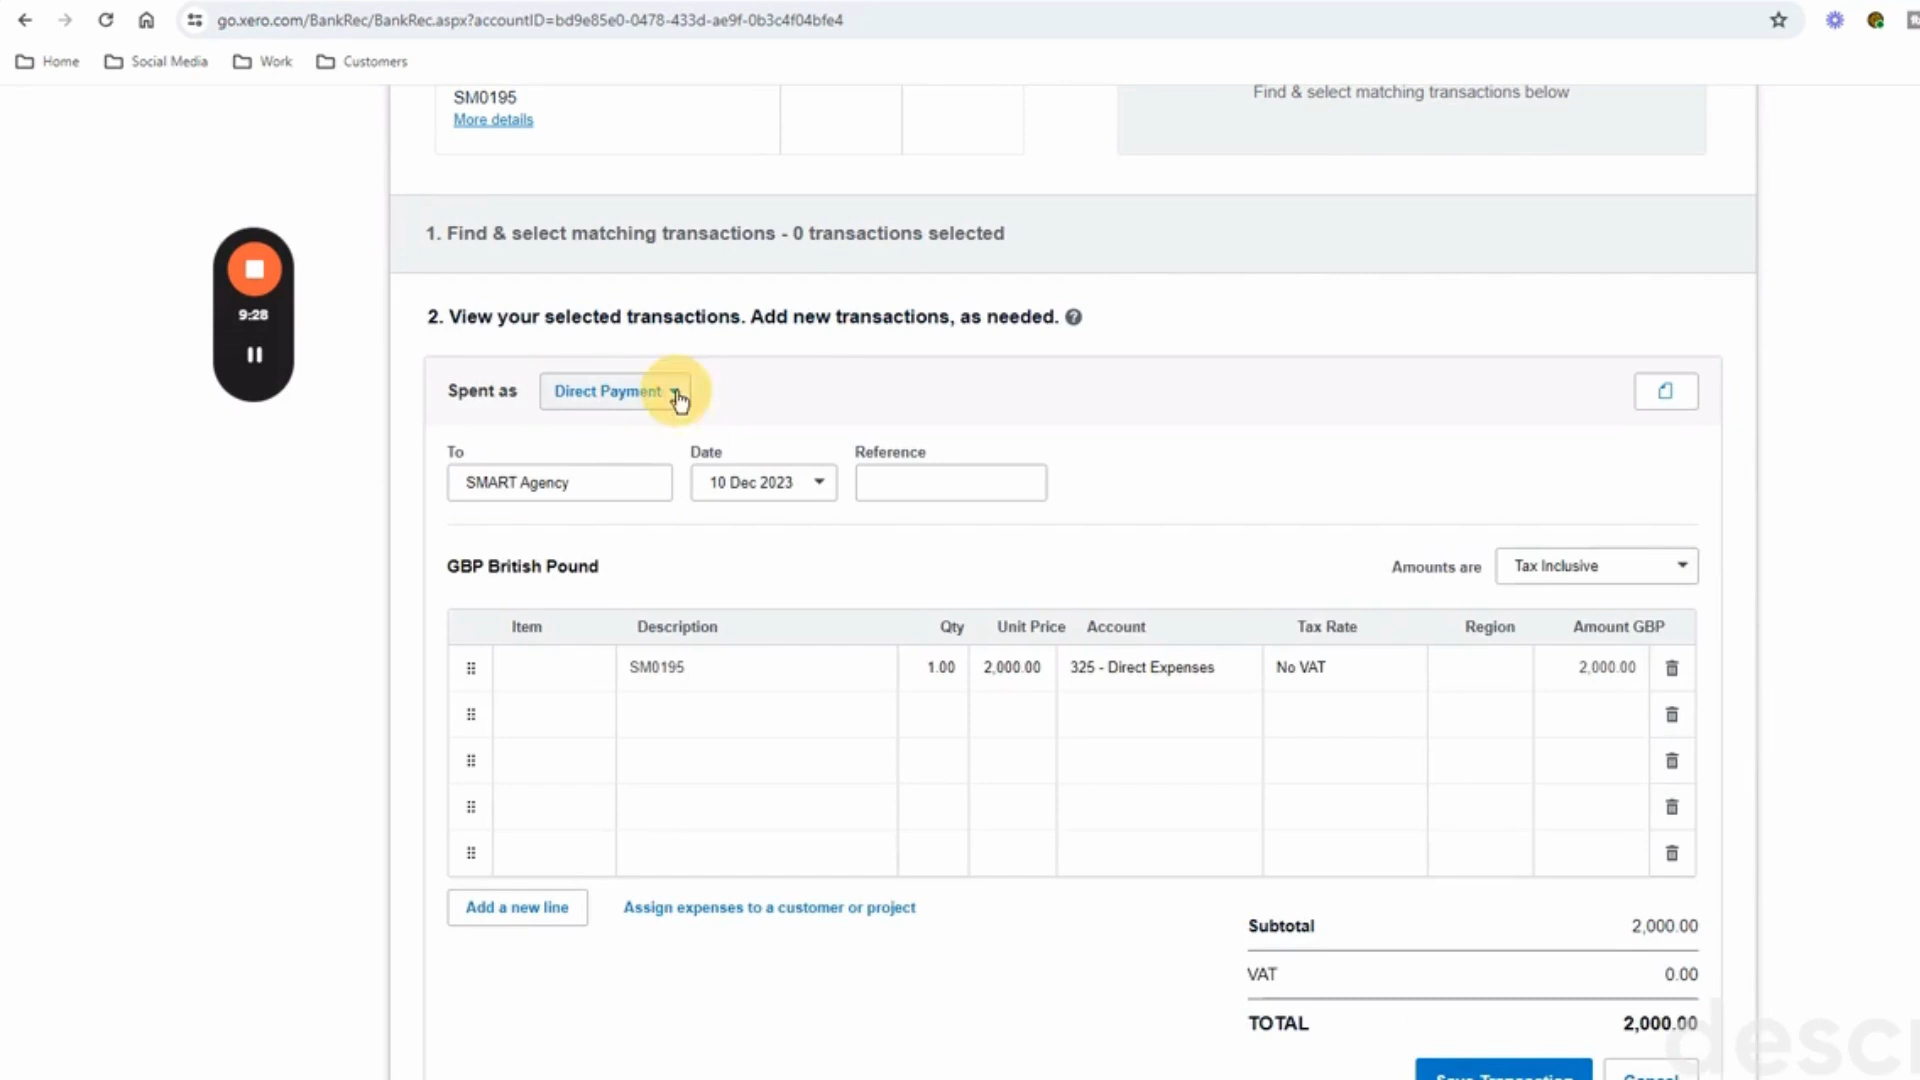 go.xero.com/BankRec/BankRec.aspx?accountID=bd9e85e0-0478-433d-ae9f-0b3c4f04bfe4
Home Social Media Work Customers
SM0195
More details
Find & select matching transactions below
1. Find & select matching transactions - 0 transactions selected
9:28
2. View your selected transactions. Add new transactions, as needed. ?
Spent as Direct Payment
To Date Reference
SMART Agency 10 Dec 2023
GBP British Pound Amounts are Tax Inclusive
Item Description Qty Unit Price Account Tax Rate Region Amount GBP
SM0195 1.00 2,000.00 325 - Direct Expenses No VAT 2,000.00
Add a new line Assign expenses to a customer or project
Subtotal 2,000.00
VAT 0.00
TOTAL 2,000.00
Save Transaction Cancel